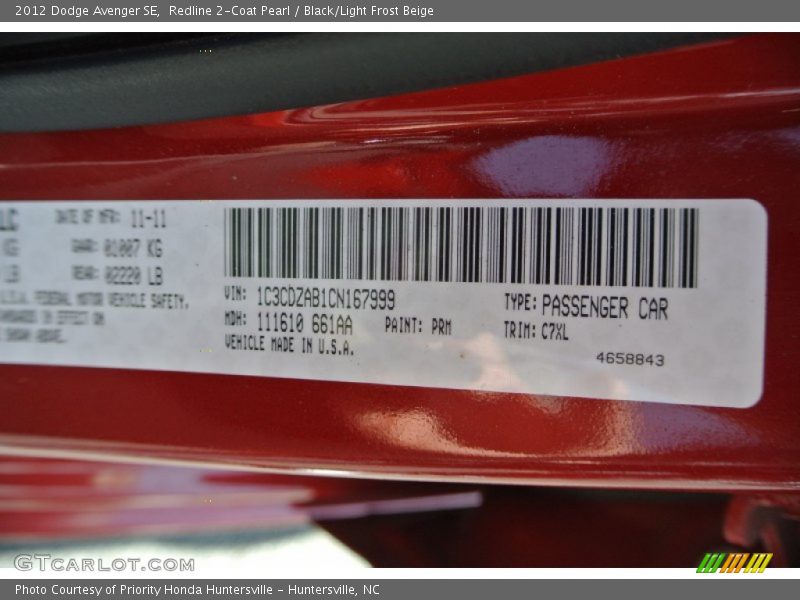 2012 Dodge Avenger SE,  Redline 2-Coat Pearl / Black/Light Frost Beige
LC DATE OF MFR: 11-11
KG GAWR: 01007 KG
LB REAR: 02220 LB
U.S.A. FEDERAL MOTOR VEHICLE SAFETY,
IN EFFECT ON
SHOWN ABOVE.
VIN: 1C3CDZAB1CN167999
TYPE: PASSENGER CAR
MDH: 111610 661AA PAINT: PRM
TRIM: C7XL
VEHICLE MADE IN U.S.A.
4658843
GTCARLOT.COM
Photo Courtesy of Priority Honda Huntersville - Huntersville, NC